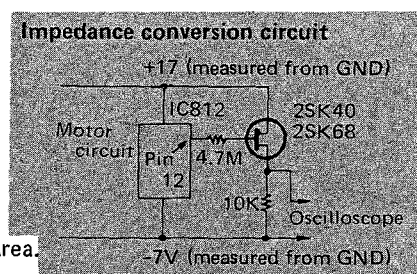 Impedance conversion circuit
+17 (measured from GND)
IC812
2SK40
2SK68
Motor
circuit
Pin
12
4.7M
10K
Oscilloscope
Area.
-7V (measured from GND)